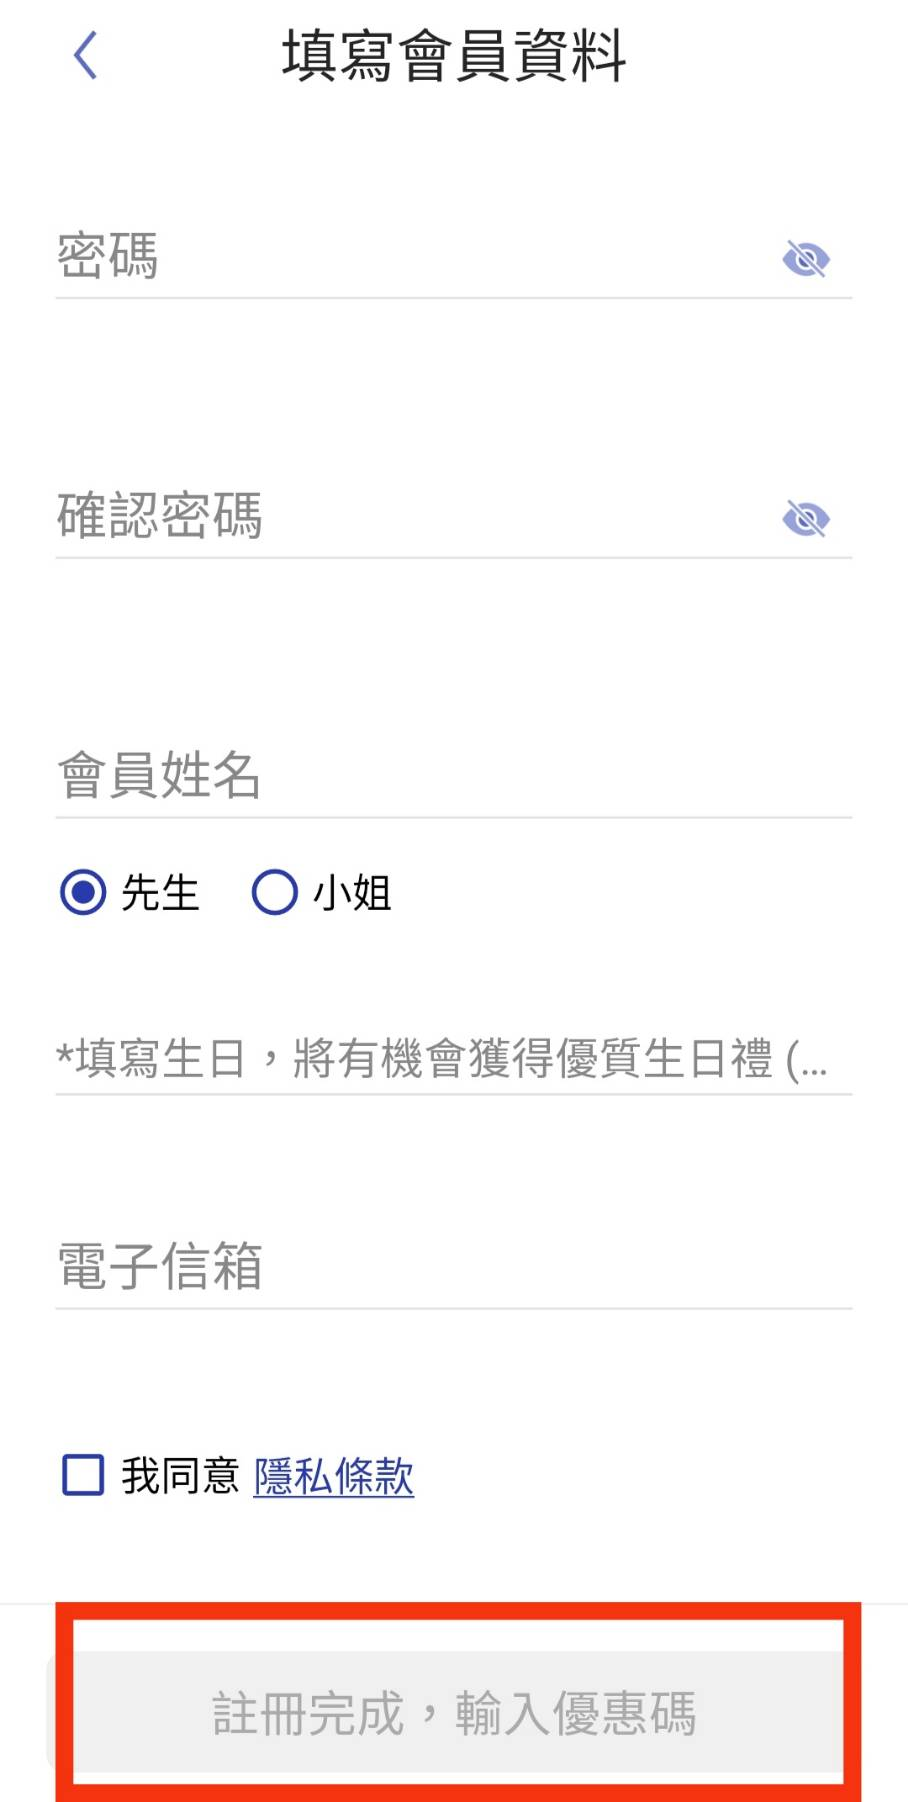 填寫會員資料
密碼
確認密碼
會員姓名
先生 小姐
*填寫生日，將有機會獲得優質生日禮 (...
電子信箱
我同意 隱私條款
註冊完成，輸入優惠碼